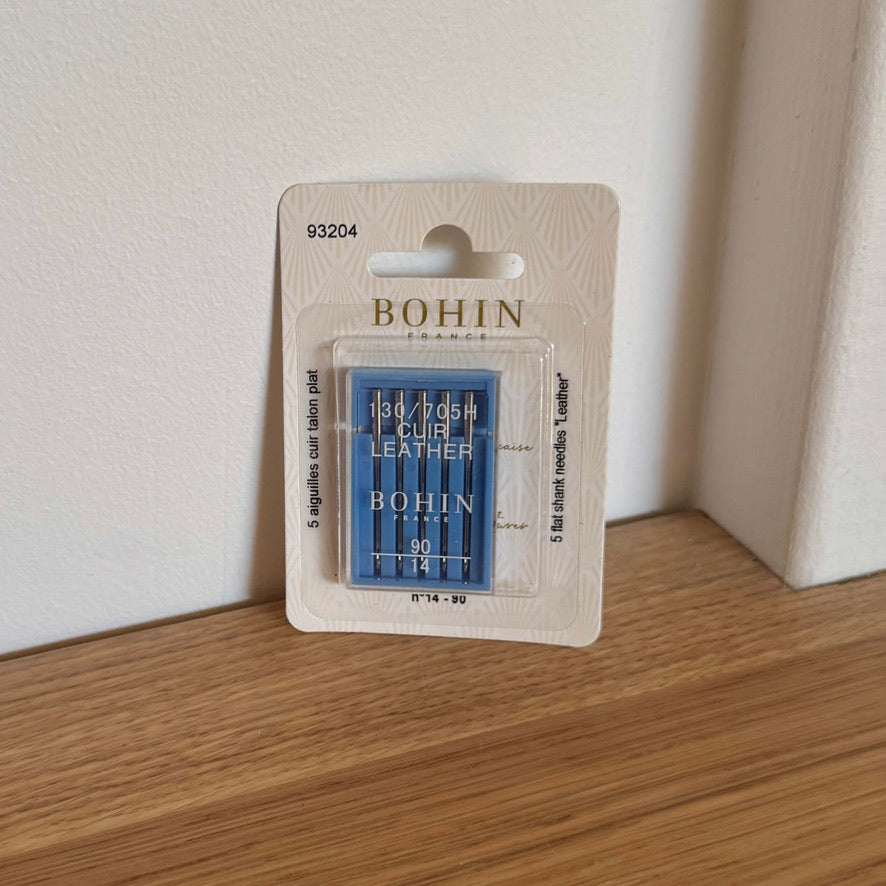 93204
BOHIN
FRANCE
5 aiguilles cuir talon plat
130/705H
CUIR
LEATHER
BOHIN
FRANCE
90
14
5 flat shank needles "Leather"
n°14 - 90